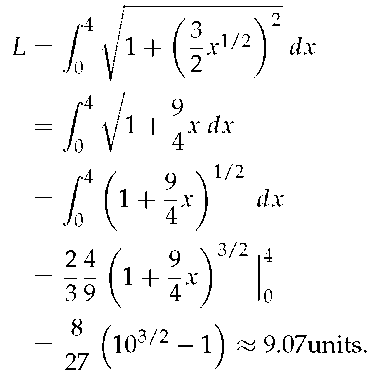 L = ∫₀⁴ √(1 + (3/2 x^{1/2})²) dx
= ∫₀⁴ √(1 + 9/4 x) dx
= ∫₀⁴ (1 + 9/4 x)^{1/2} dx
= 2/3 4/9 (1 + 9/4 x)^{3/2} |₀⁴
= 8/27 (10^{3/2} − 1) ≈ 9.07units.